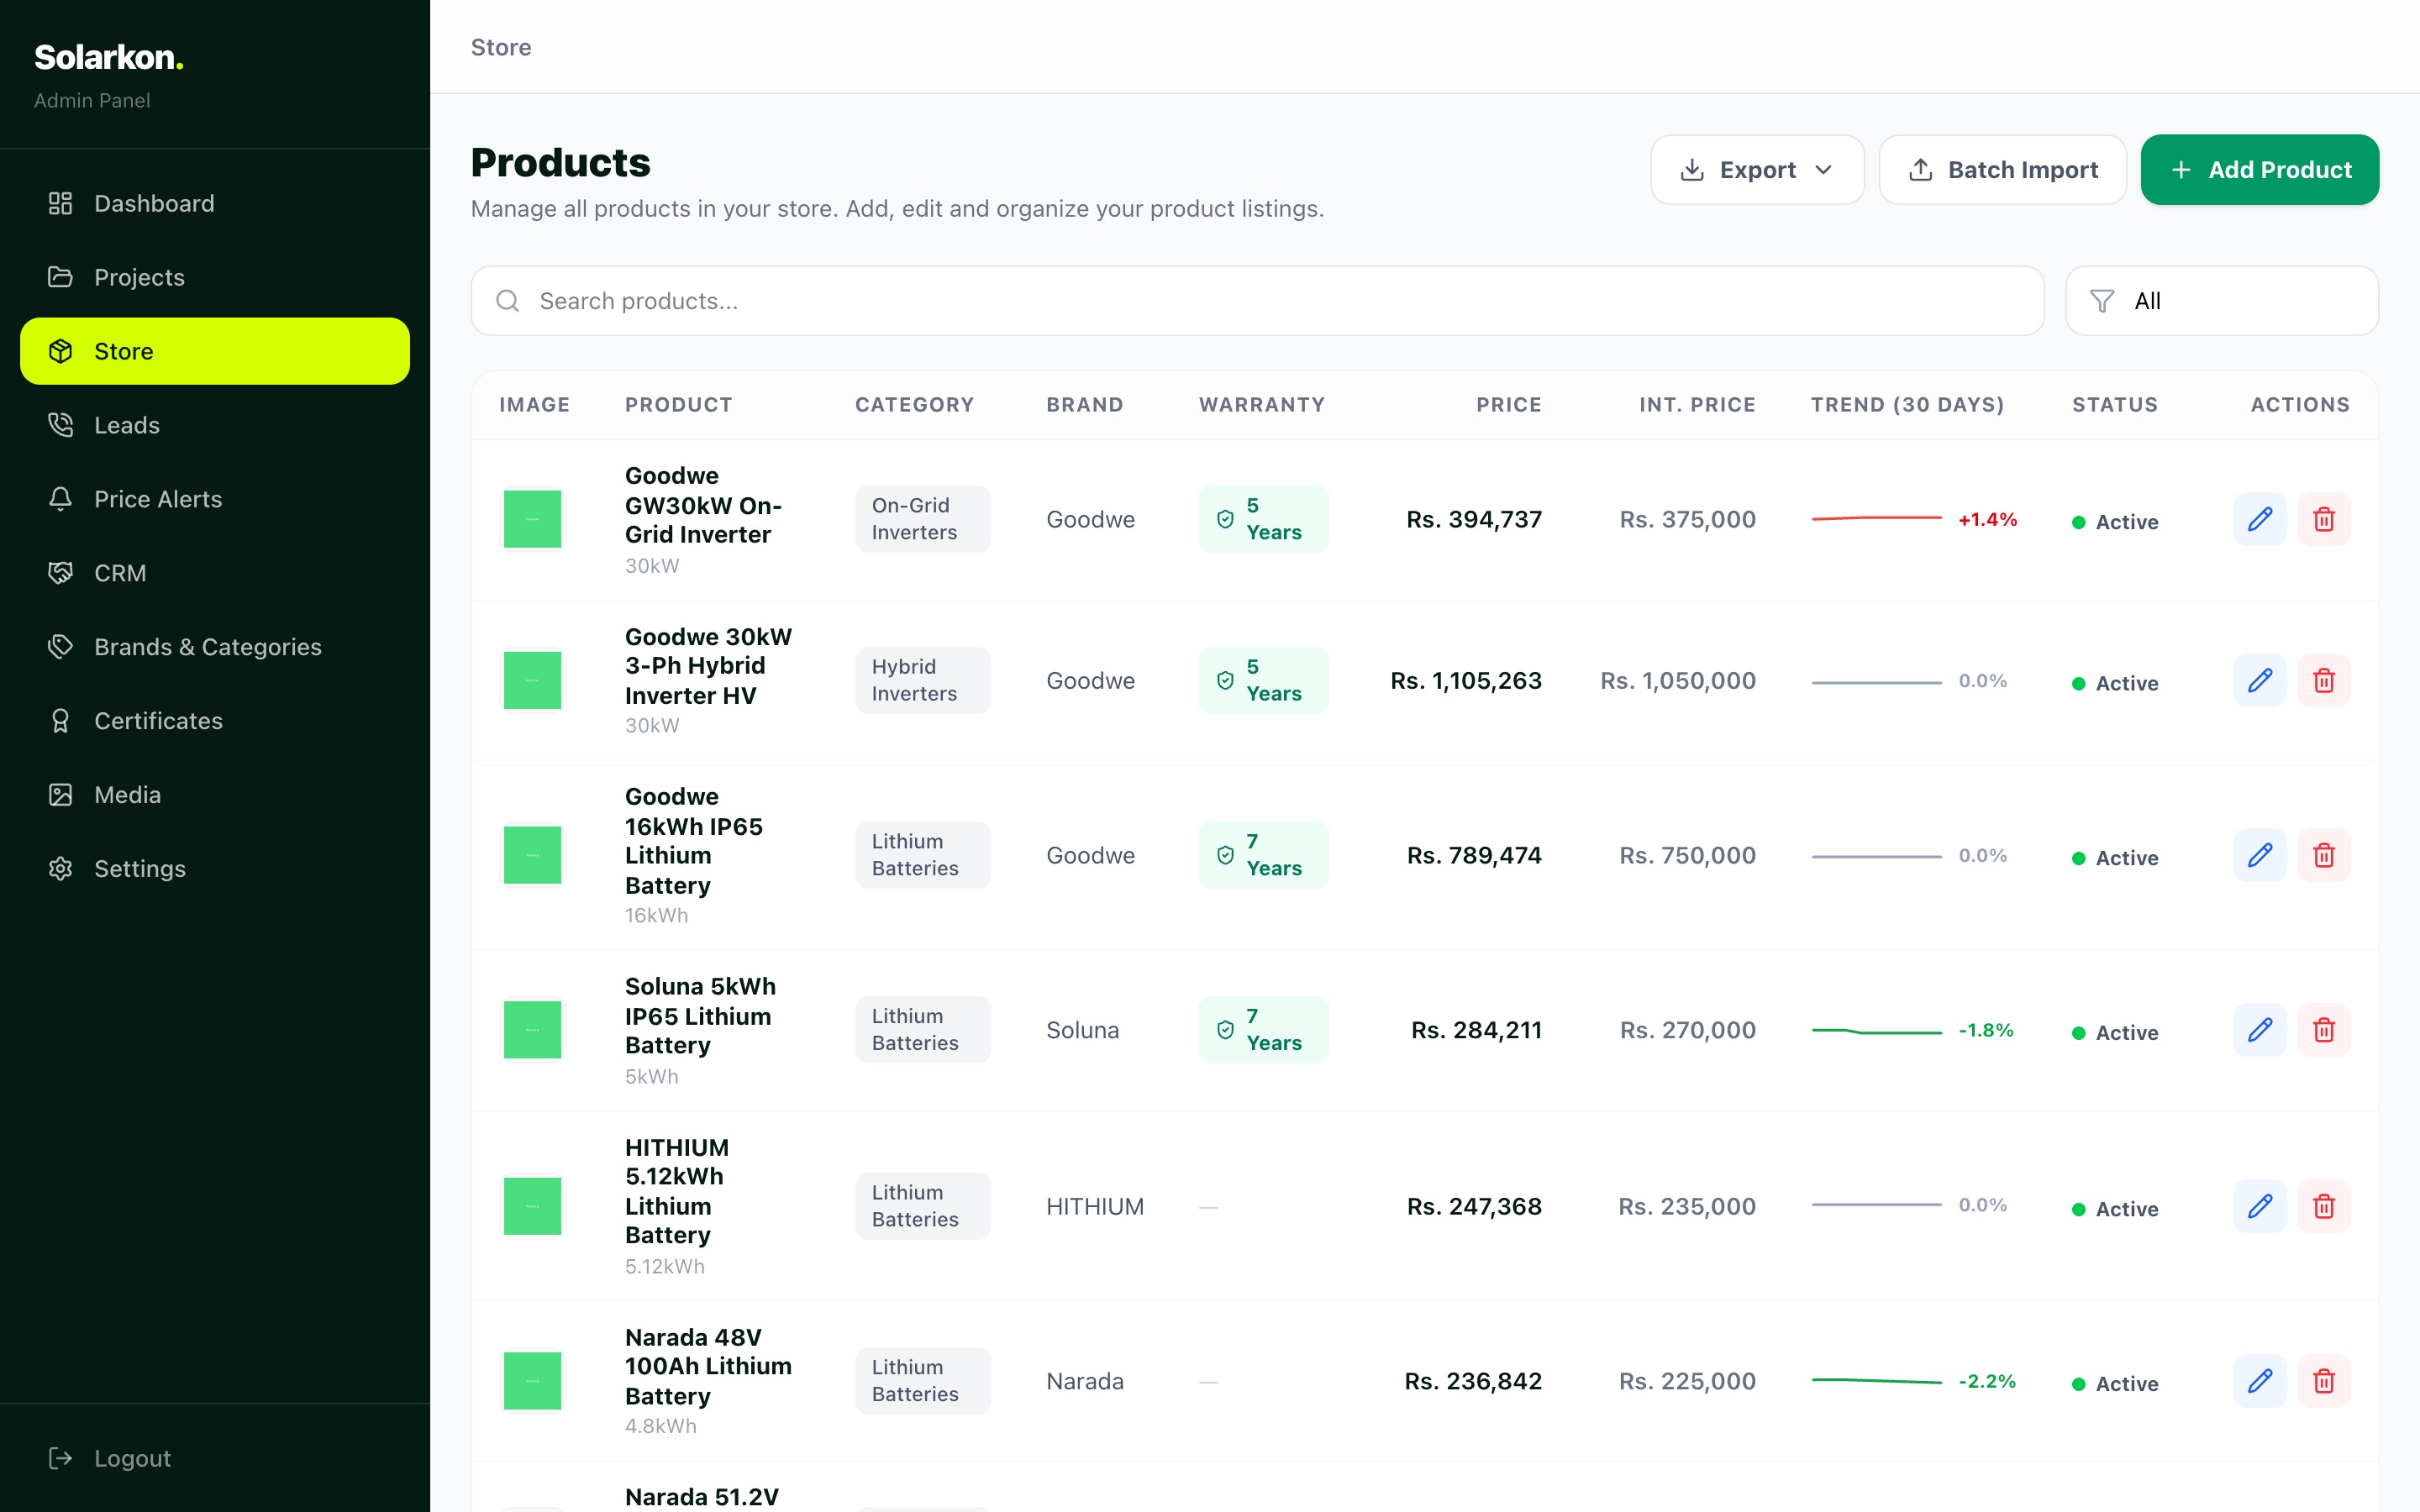 Solarkon.
Admin Panel
Dashboard
Projects
Store
Leads
Price Alerts
CRM
Brands & Categories
Certificates
Media
Settings
Logout
Store
Products
Manage all products in your store. Add, edit and organize your product listings.
Export
Batch Import
Add Product
Search products...
All
IMAGE PRODUCT CATEGORY BRAND WARRANTY PRICE INT. PRICE TREND (30 DAYS) STATUS ACTIONS
Goodwe
GW30kW On-
Grid Inverter
30kW
On-Grid
Inverters
Goodwe
5
Years
Rs. 394,737
Rs. 375,000
+1.4%
Active
Goodwe 30kW
3-Ph Hybrid
Inverter HV
30kW
Hybrid
Inverters
Goodwe
5
Years
Rs. 1,105,263
Rs. 1,050,000
0.0%
Active
Goodwe
16kWh IP65
Lithium
Battery
16kWh
Lithium
Batteries
Goodwe
7
Years
Rs. 789,474
Rs. 750,000
0.0%
Active
Soluna 5kWh
IP65 Lithium
Battery
5kWh
Lithium
Batteries
Soluna
7
Years
Rs. 284,211
Rs. 270,000
-1.8%
Active
HITHIUM
5.12kWh
Lithium
Battery
5.12kWh
Lithium
Batteries
HITHIUM
—
Rs. 247,368
Rs. 235,000
0.0%
Active
Narada 48V
100Ah Lithium
Battery
4.8kWh
Lithium
Batteries
Narada
—
Rs. 236,842
Rs. 225,000
-2.2%
Active
Narada 51.2V